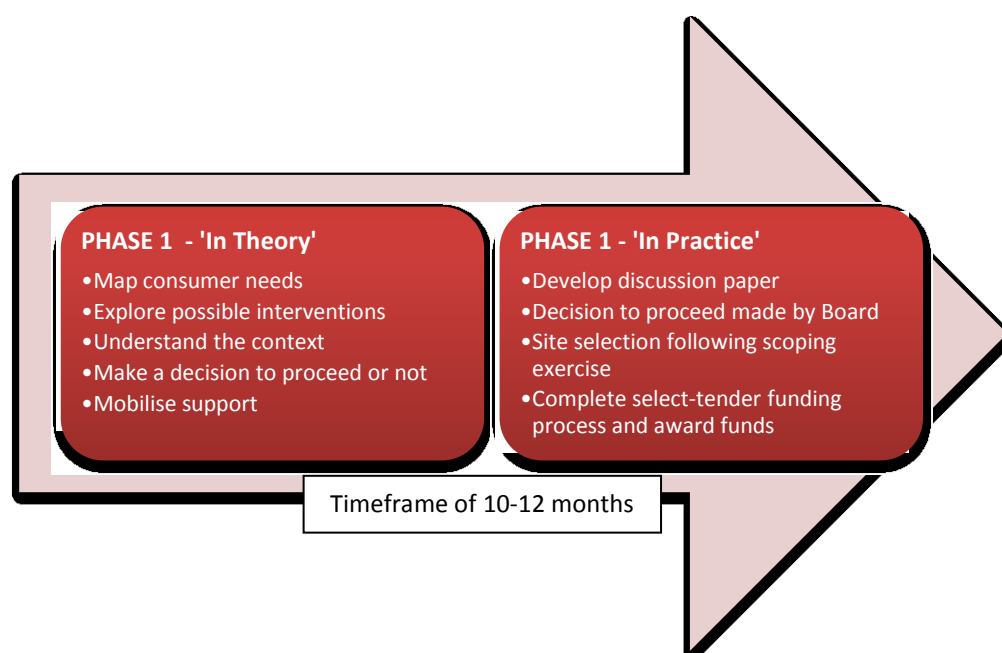 PHASE 1  - 'In Theory'
•Map consumer needs
•Explore possible interventions
•Understand the context
•Make a decision to proceed or not
•Mobilise support
PHASE 1 - 'In Practice'
•Develop discussion paper
•Decision to proceed made by Board
•Site selection following scoping
exercise
•Complete select-tender funding
process and award funds
Timeframe of 10-12 months